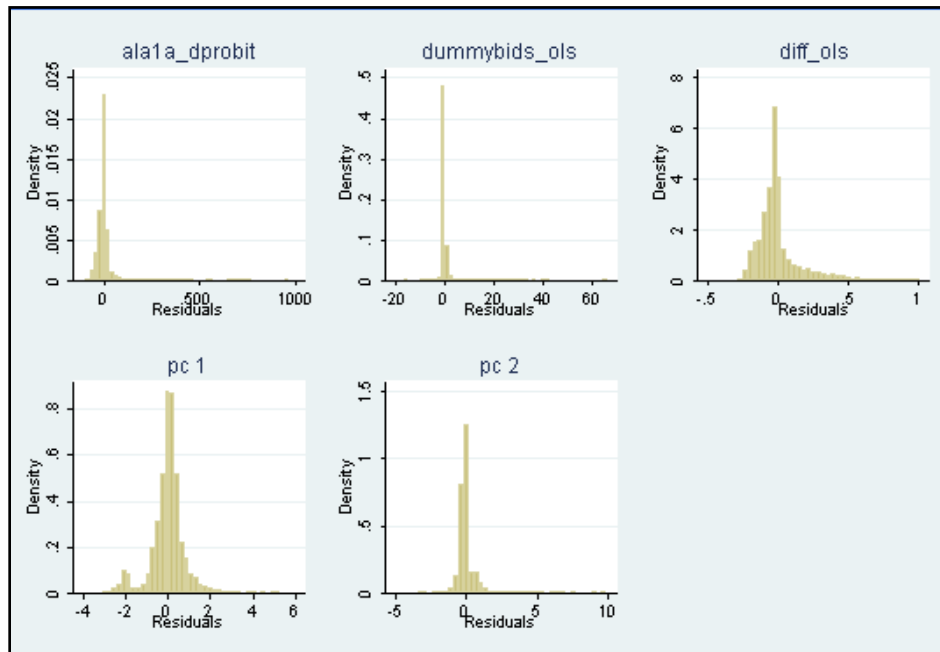 ala1a_dprobit
Density
0 .005 .01 .015 .02 .025
0 500 1000
Residuals
dummybids_ols
Density
0 .1 .2 .3 .4 .5
-20 0 20 40 60
Residuals
diff_ols
Density
0 2 4 6 8
-.5 0 .5 1
Residuals
pc 1
Density
0 .2 .4 .6 .8
-4 -2 0 2 4 6
Residuals
pc 2
Density
0 .5 1 1.5
-5 0 5 10
Residuals